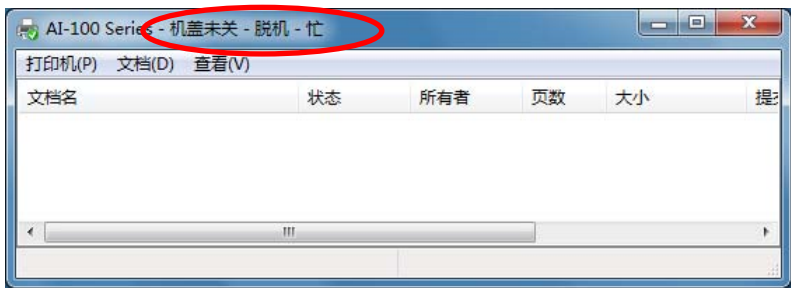 AI-100 Series - 机盖未关 - 脱机 - 忙
打印机(P) 文档(D) 查看(V)
文档名 状态 所有者 页数 大小